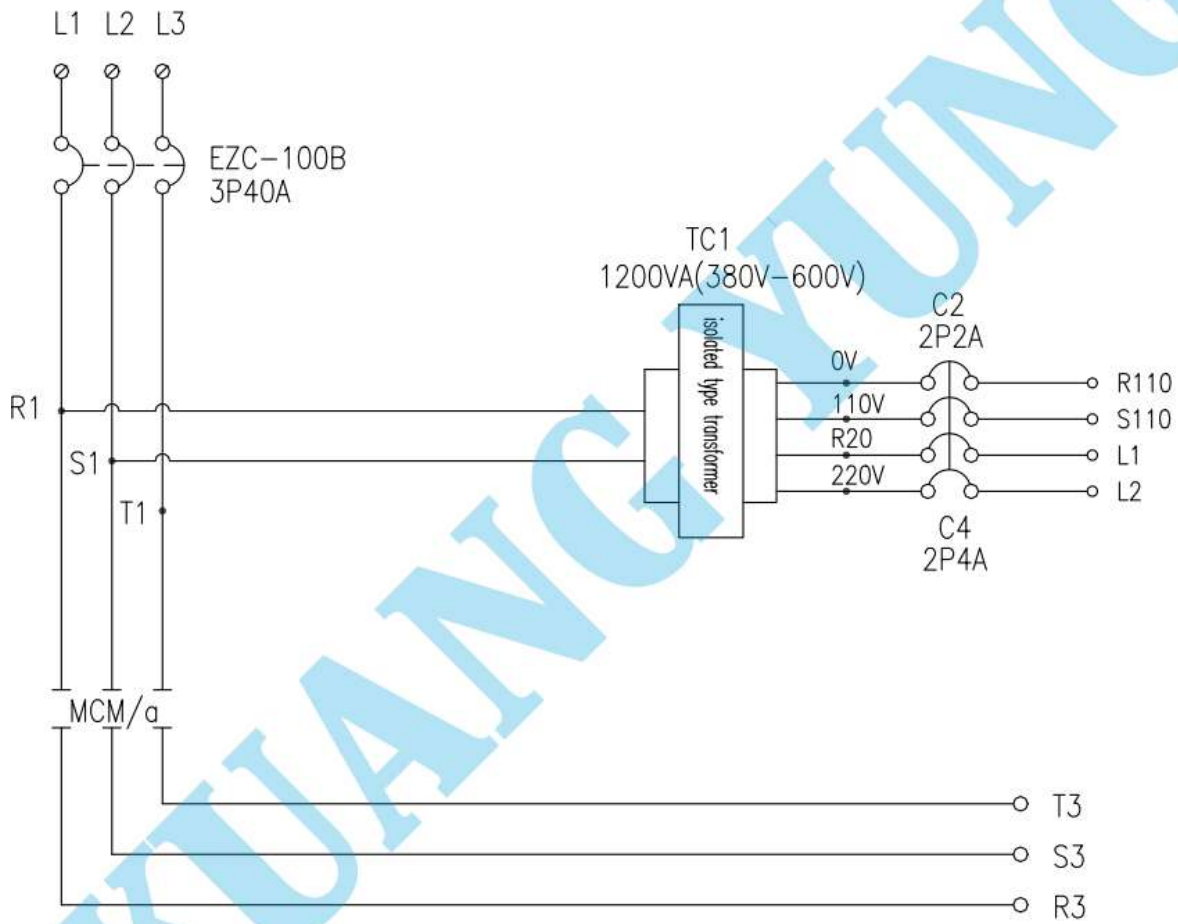 L1 L2 L3
EZC-100B
3P40A
TC1
1200VA(380V-600V)
isolated type transformer
C2
2P2A
0V
R110
110V
S110
R20
L1
220V
L2
C4
2P4A
R1
S1
T1
MCM/a
T3
S3
R3
KUANG YUNG